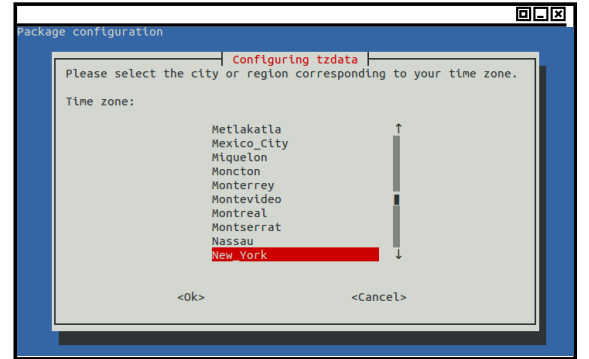 Package configuration
Configuring tzdata
Please select the city or region corresponding to your time zone.
Time zone:
Metlakatla
Mexico_City
Miquelon
Moncton
Monterrey
Montevideo
Montreal
Montserrat
Nassau
New_York
<Ok> <Cancel>